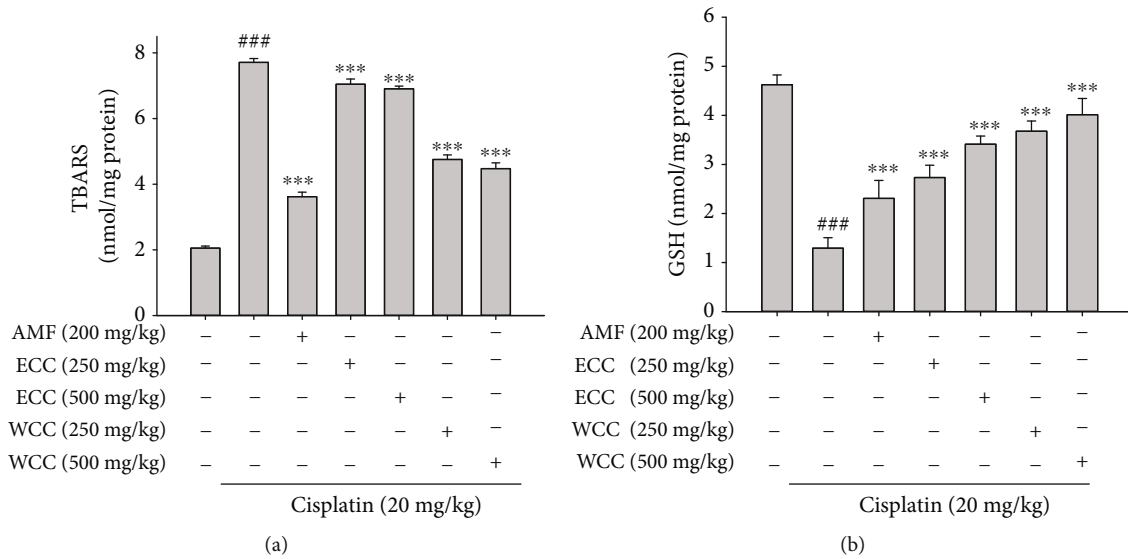 TBARS
(nmol/mg protein)
8
6
4
2
0
###
***
***
***
***
***
AMF (200 mg/kg) – – + – – – –
ECC (250 mg/kg) – – – + – – –
ECC (500 mg/kg) – – – – + – –
WCC (250 mg/kg) – – – – – + –
WCC (500 mg/kg) – – – – – – +
Cisplatin (20 mg/kg)
(a)
GSH (nmol/mg protein)
6
5
4
3
2
1
0
###
***
***
***
***
***
AMF (200 mg/kg) – – + – – – –
ECC (250 mg/kg) – – – + – – –
ECC (500 mg/kg) – – – – + – –
WCC (250 mg/kg) – – – – – + –
WCC (500 mg/kg) – – – – – – +
Cisplatin (20 mg/kg)
(b)